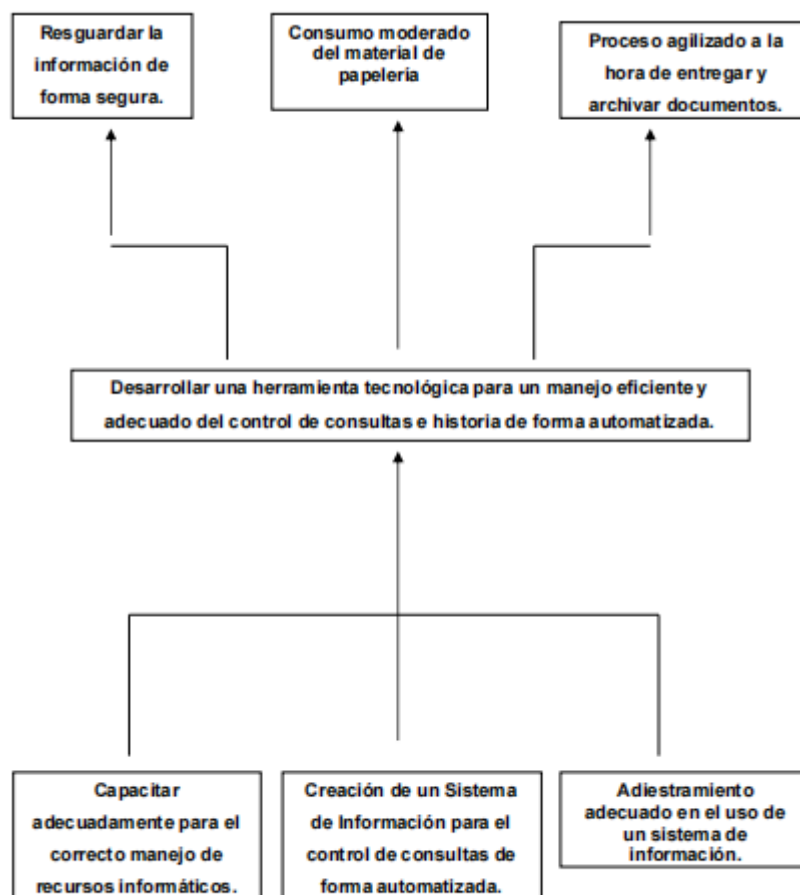 Resguardar la
información de
forma segura.
Consumo moderado
del material de
papelería
Proceso agilizado a la
hora de entregar y
archivar documentos.
Desarrollar una herramienta tecnológica para un manejo eficiente y
adecuado del control de consultas e historia de forma automatizada.
Capacitar
adecuadamente para el
correcto manejo de
recursos informáticos.
Creación de un Sistema
de Información para el
control de consultas de
forma automatizada.
Adiestramiento
adecuado en el uso de
un sistema de
información.